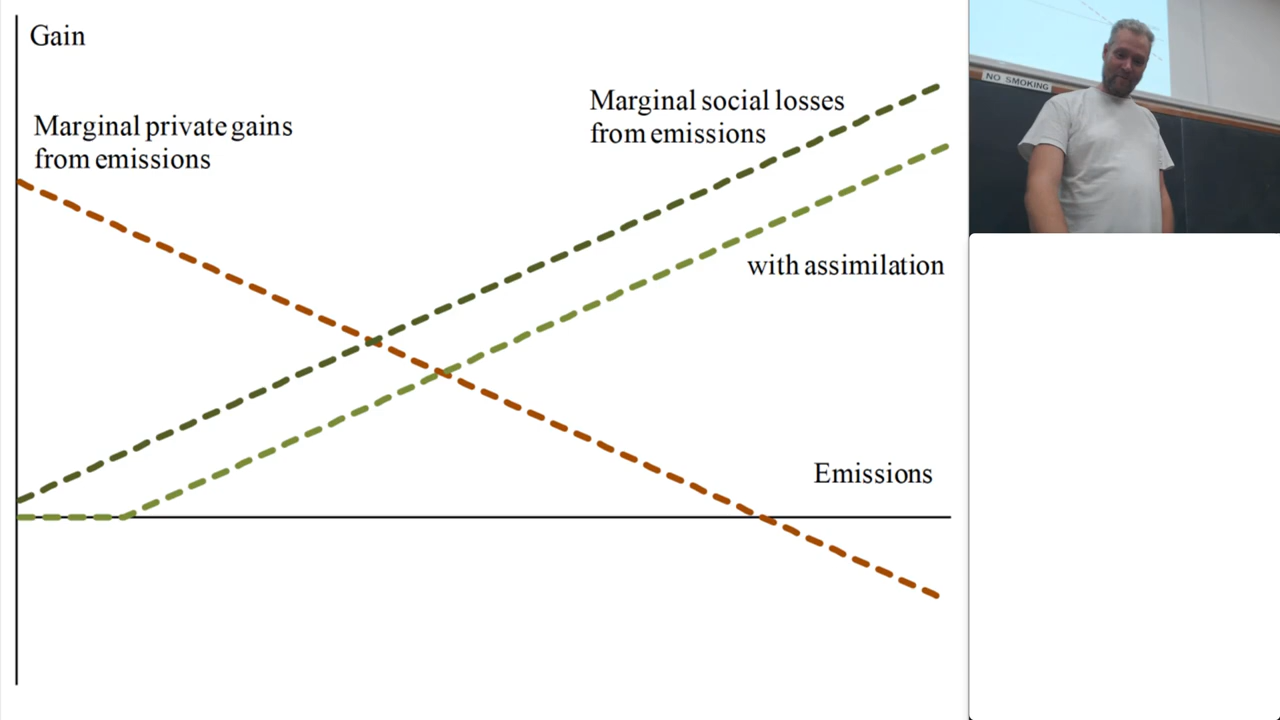 Gain
Marginal private gains
from emissions
Marginal social losses
from emissions
with assimilation
Emissions
NO SMOKING